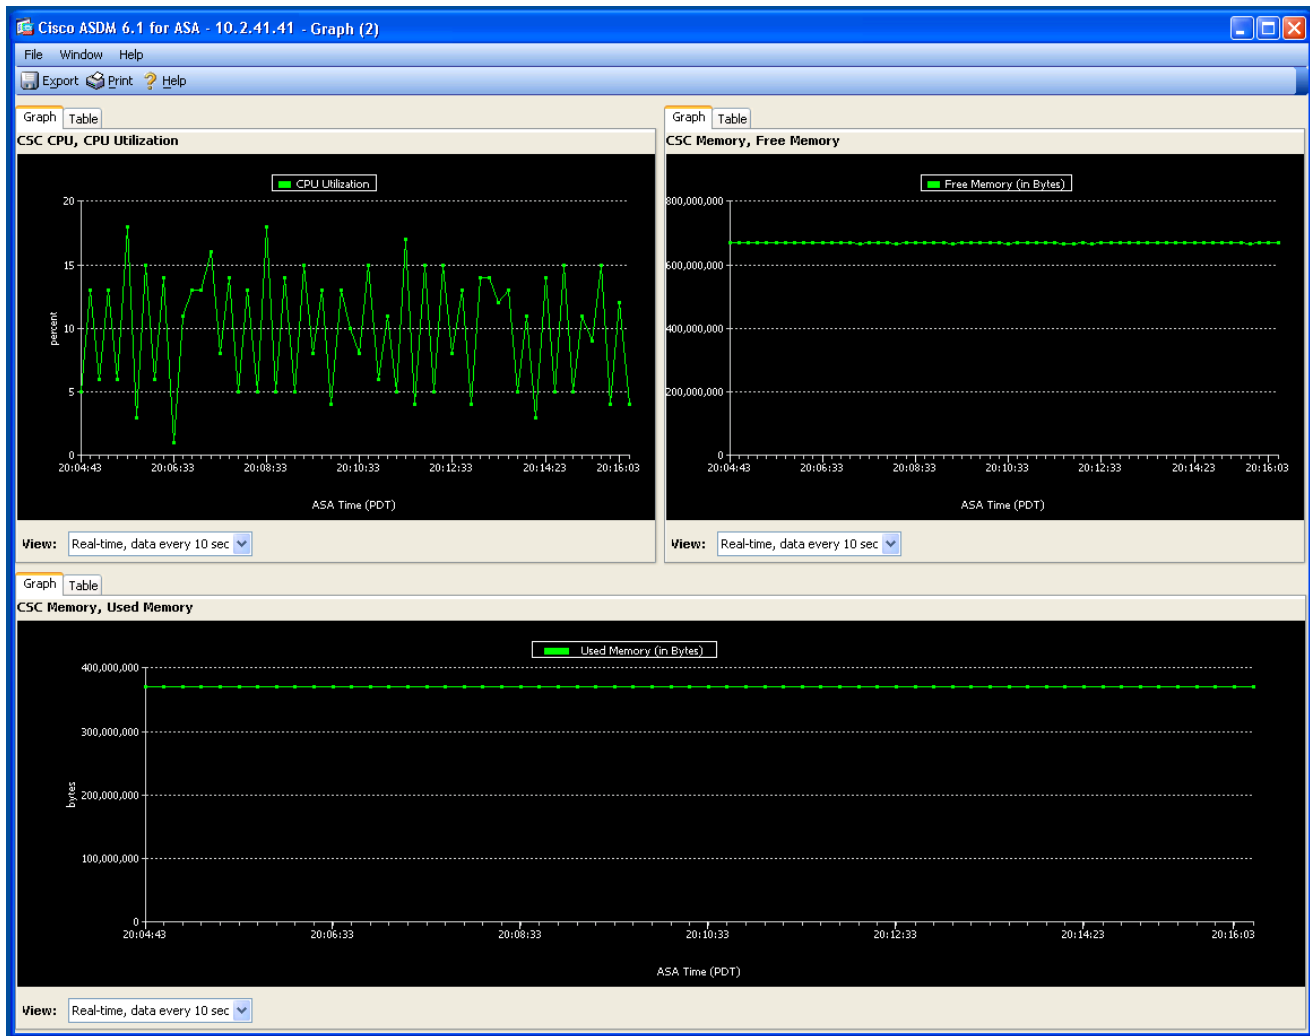 Cisco ASDM 6.1 for ASA - 10.2.41.41 - Graph (2)
File Window Help
Export Print Help
Graph Table
CSC CPU, CPU Utilization
CPU Utilization
20
15
10
5
0
percent
20:04:43 20:06:33 20:08:33 20:10:33 20:12:33 20:14:23 20:16:03
ASA Time (PDT)
View: Real-time, data every 10 sec
Graph Table
CSC Memory, Free Memory
Free Memory (in Bytes)
800,000,000
600,000,000
400,000,000
200,000,000
0
20:04:43 20:06:33 20:08:33 20:10:33 20:12:33 20:14:23 20:16:03
ASA Time (PDT)
View: Real-time, data every 10 sec
Graph Table
CSC Memory, Used Memory
Used Memory (in Bytes)
400,000,000
300,000,000
200,000,000
100,000,000
0
bytes
20:04:43 20:06:33 20:08:33 20:10:33 20:12:33 20:14:23 20:16:03
ASA Time (PDT)
View: Real-time, data every 10 sec